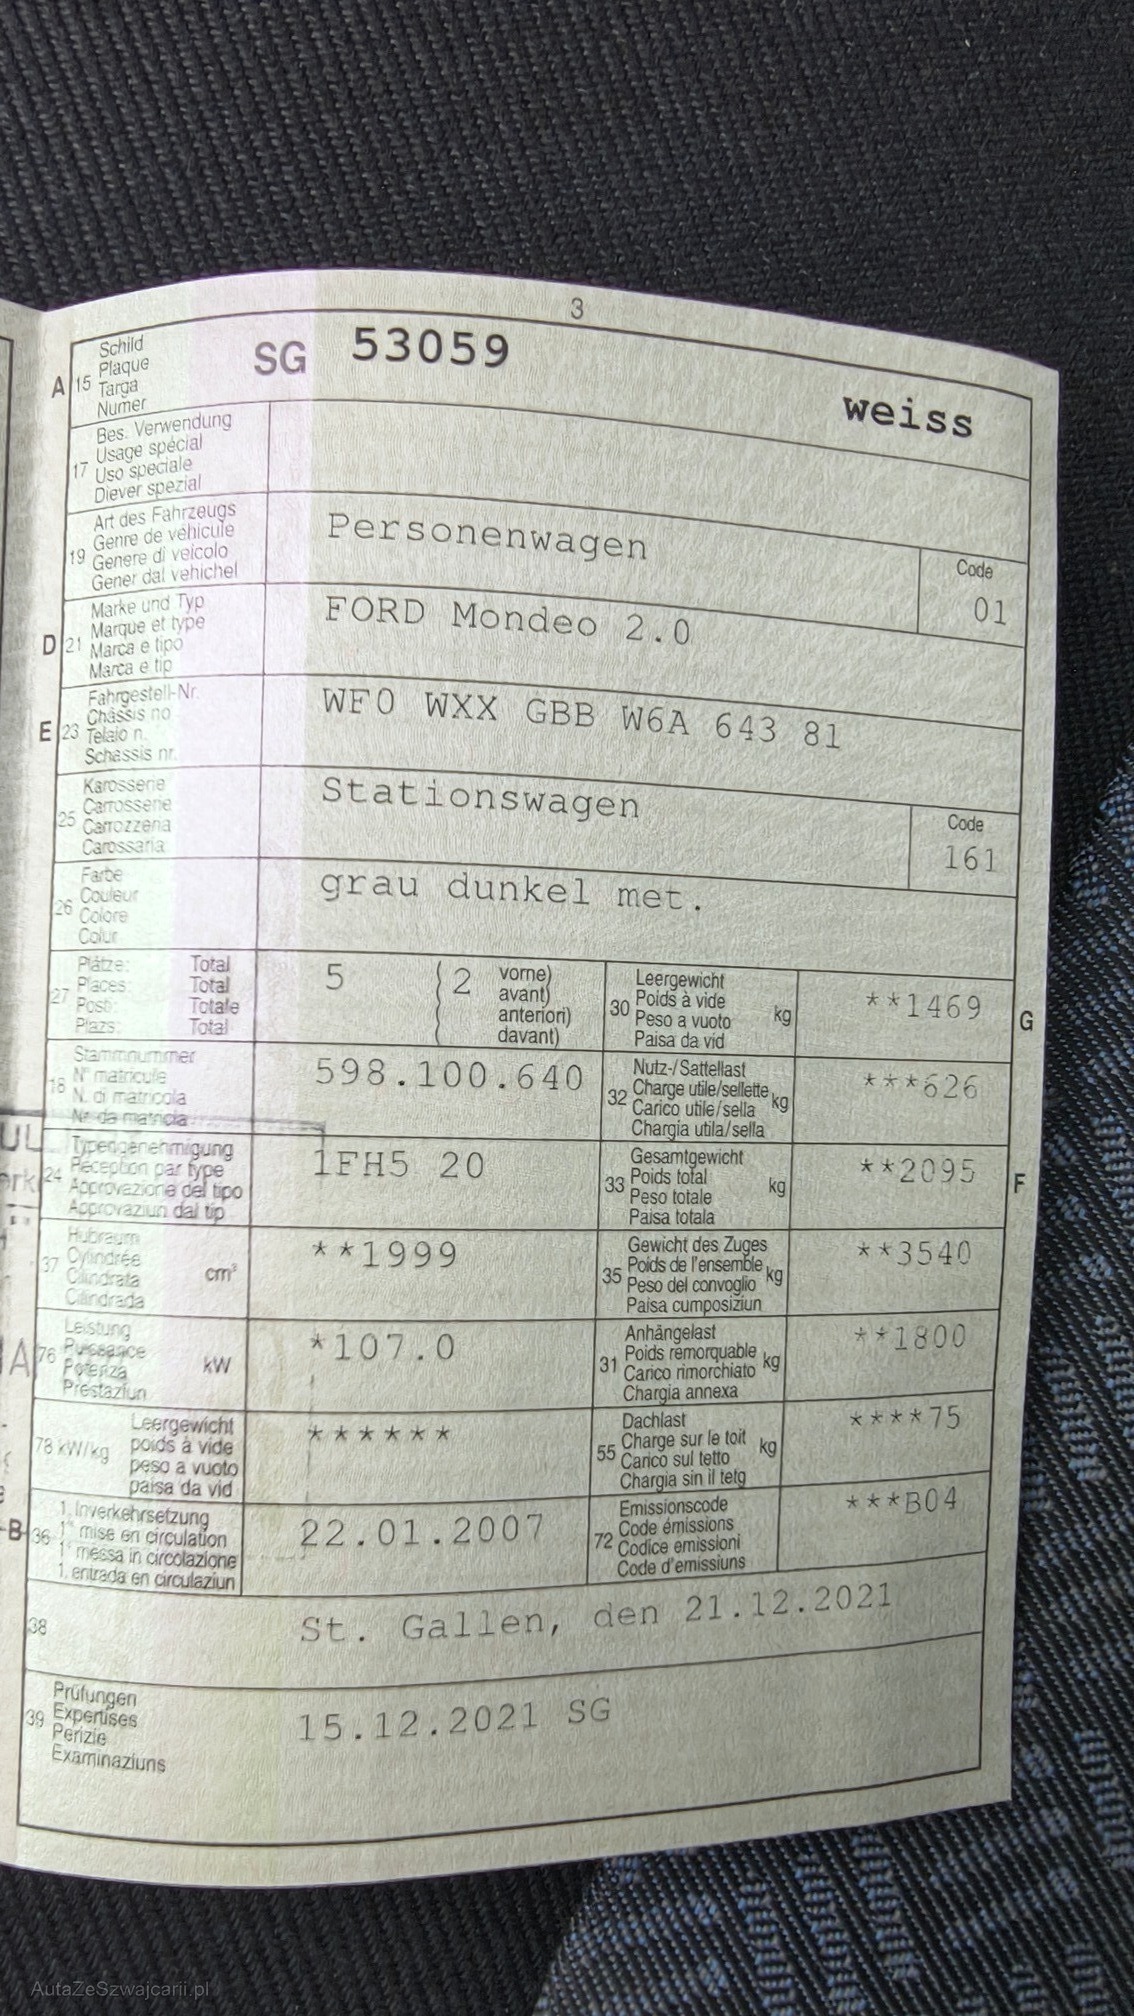 3
A 15 Schild SG 53059 weiss
Plaque
Targa
Numer
17 Bes. Verwendung
Usage spécial
Uso speciale
Diever spezial
19 Art des Fahrzeugs Personenwagen Code
Genre de véhicule 01
Genere di veicolo
Gener dal vehichel
D 21 Marke und Typ FORD Mondeo 2.0
Marque et type
Marca e tipo
Marca e tip
E 23 Fahrgestell-Nr. WF0 WXX GBB W6A 643 81
Châssis no
Telaio n.
Schassis nr.
25 Karosserie Stationswagen Code
Carrosserie 161
Carrozzeria
Carossaria
26 Farbe grau dunkel met.
Couleur
Colore
Colur
27 Plätze: Total 5 (2 vorne)
Places: Total avant)
Posti: Totale anteriori)
Plazs: Total davant)
30 Leergewicht kg **1469 G
Poids à vide
Peso a vuoto
Paisa da vid
18 Stammnummer 598.100.640
N° matricule
N. di matricola
Nr. da matricla
32 Nutz-/Sattellast kg ***626
Charge utile/sellette
Carico utile/sella
Chargia utila/sella
24 Typengenehmigung 1FH5 20
Réception par type
Approvazione del tipo
Approvaziun dal tip
33 Gesamtgewicht kg **2095 F
Poids total
Peso totale
Paisa totala
37 Hubraum cm³ **1999
Cylindrée
Cilindrata
Cilindrada
35 Gewicht des Zuges kg **3540
Poids de l'ensemble
Peso del convoglio
Paisa cumposiziun
76 Leistung kW *107.0
Puissance
Potenza
Prestaziun
31 Anhängelast kg **1800
Poids remorquable
Carico rimorchiato
Chargia annexa
78 kW/kg Leergewicht ******
poids à vide
peso a vuoto
paisa da vid
55 Dachlast kg ****75
Charge sur le toit
Carico sul tetto
Chargia sin il tetg
B 36 1. Inverkehrsetzung 22.01.2007
1re mise en circulation
1a messa in circolazione
1. entrada en circulaziun
72 Emissionscode ***B04
Code émissions
Codice emissioni
Code d'emissiuns
38 St. Gallen, den 21.12.2021
39 Prüfungen 15.12.2021 SG
Expertises
Perizie
Examinaziuns
AutaZeSzwajcarii.pl